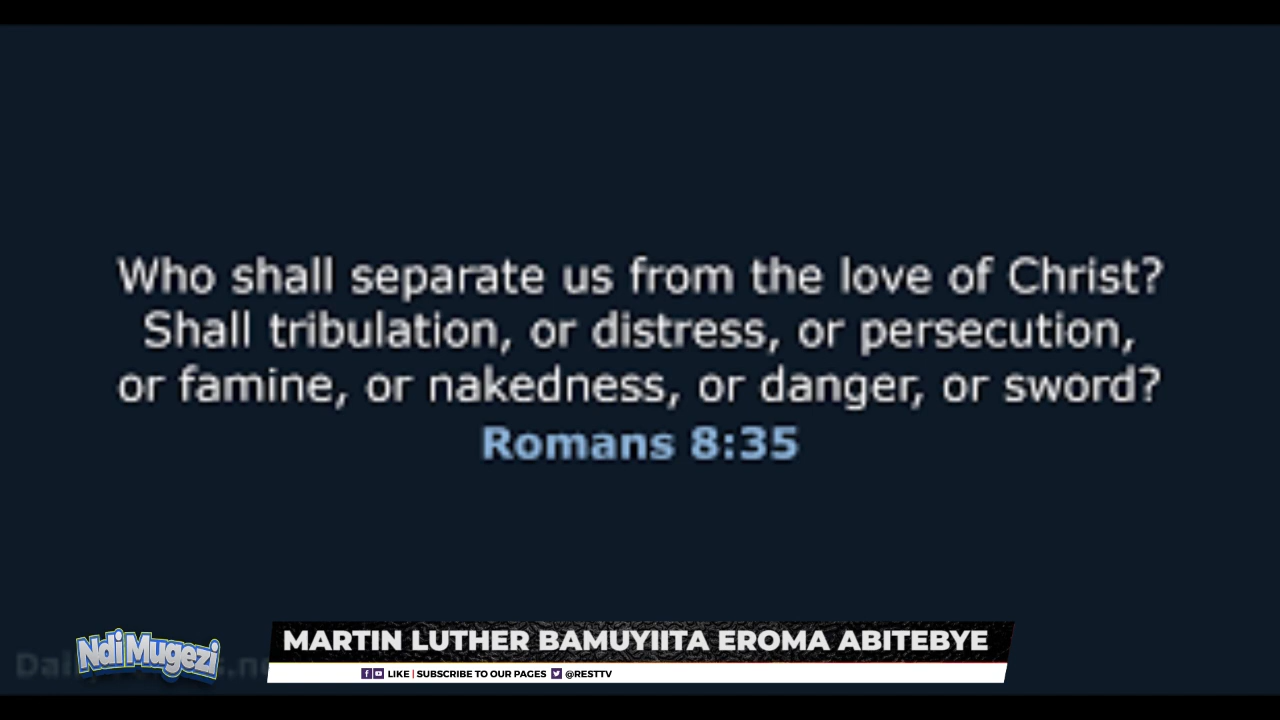 Who shall separate us from the love of Christ?
Shall tribulation, or distress, or persecution,
or famine, or nakedness, or danger, or sword?
Romans 8:35
Ndi Mugezi
MARTIN LUTHER BAMUYIITA EROMA ABITEBYE
LIKE | SUBSCRIBE TO OUR PAGES @RESTTV